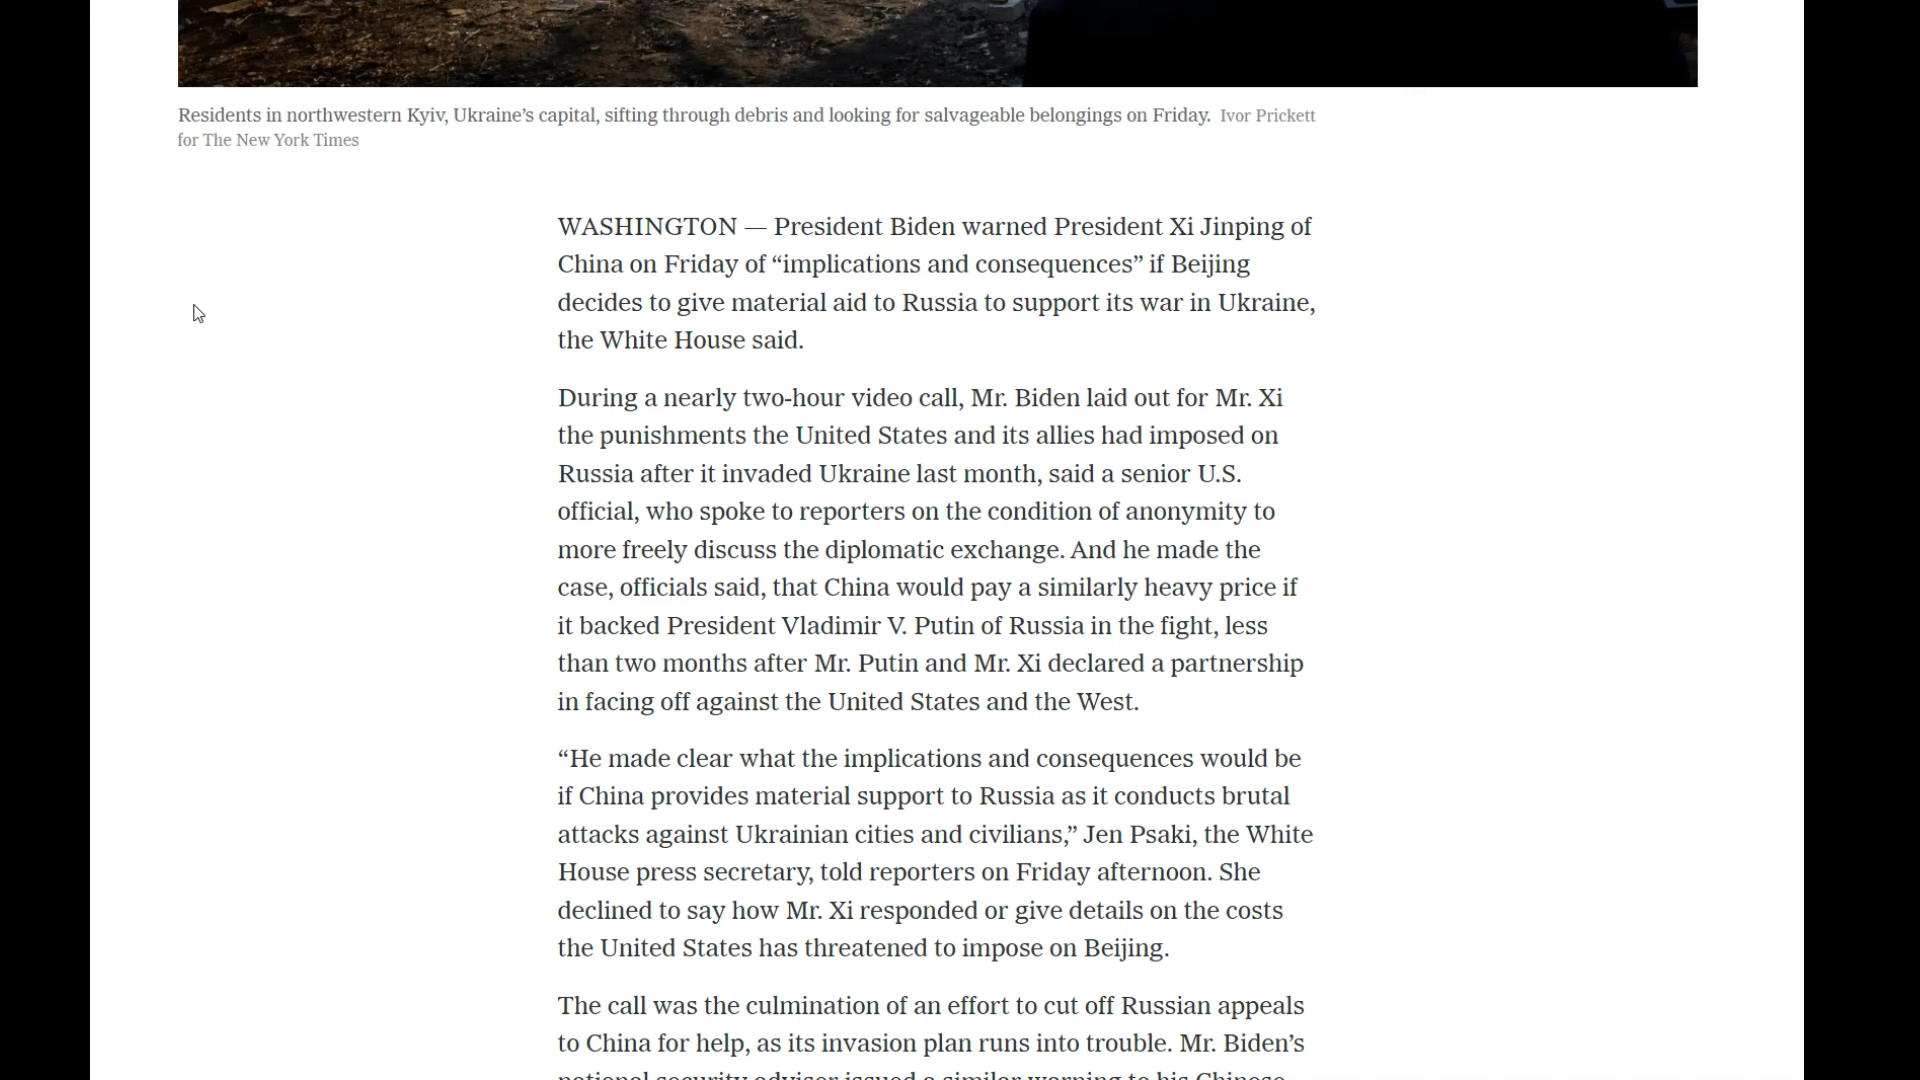 Residents in northwestern Kyiv, Ukraine’s capital, sifting through debris and looking for salvageable belongings on Friday. Ivor Prickett
for The New York Times
WASHINGTON — President Biden warned President Xi Jinping of
China on Friday of “implications and consequences” if Beijing
decides to give material aid to Russia to support its war in Ukraine,
the White House said.
During a nearly two-hour video call, Mr. Biden laid out for Mr. Xi
the punishments the United States and its allies had imposed on
Russia after it invaded Ukraine last month, said a senior U.S.
official, who spoke to reporters on the condition of anonymity to
more freely discuss the diplomatic exchange. And he made the
case, officials said, that China would pay a similarly heavy price if
it backed President Vladimir V. Putin of Russia in the fight, less
than two months after Mr. Putin and Mr. Xi declared a partnership
in facing off against the United States and the West.
“He made clear what the implications and consequences would be
if China provides material support to Russia as it conducts brutal
attacks against Ukrainian cities and civilians,” Jen Psaki, the White
House press secretary, told reporters on Friday afternoon. She
declined to say how Mr. Xi responded or give details on the costs
the United States has threatened to impose on Beijing.
The call was the culmination of an effort to cut off Russian appeals
to China for help, as its invasion plan runs into trouble. Mr. Biden’s
national security adviser issued a similar warning to his Chinese